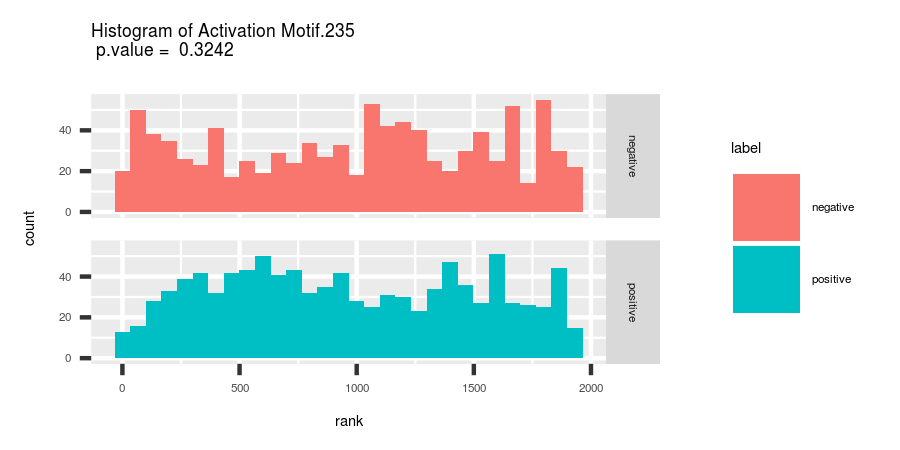 Histogram of Activation Motif.235
p.value = 0.3242
count
40
20
0
negative
40
20
0
positive
0 500 1000 1500 2000
rank
label
negative
positive